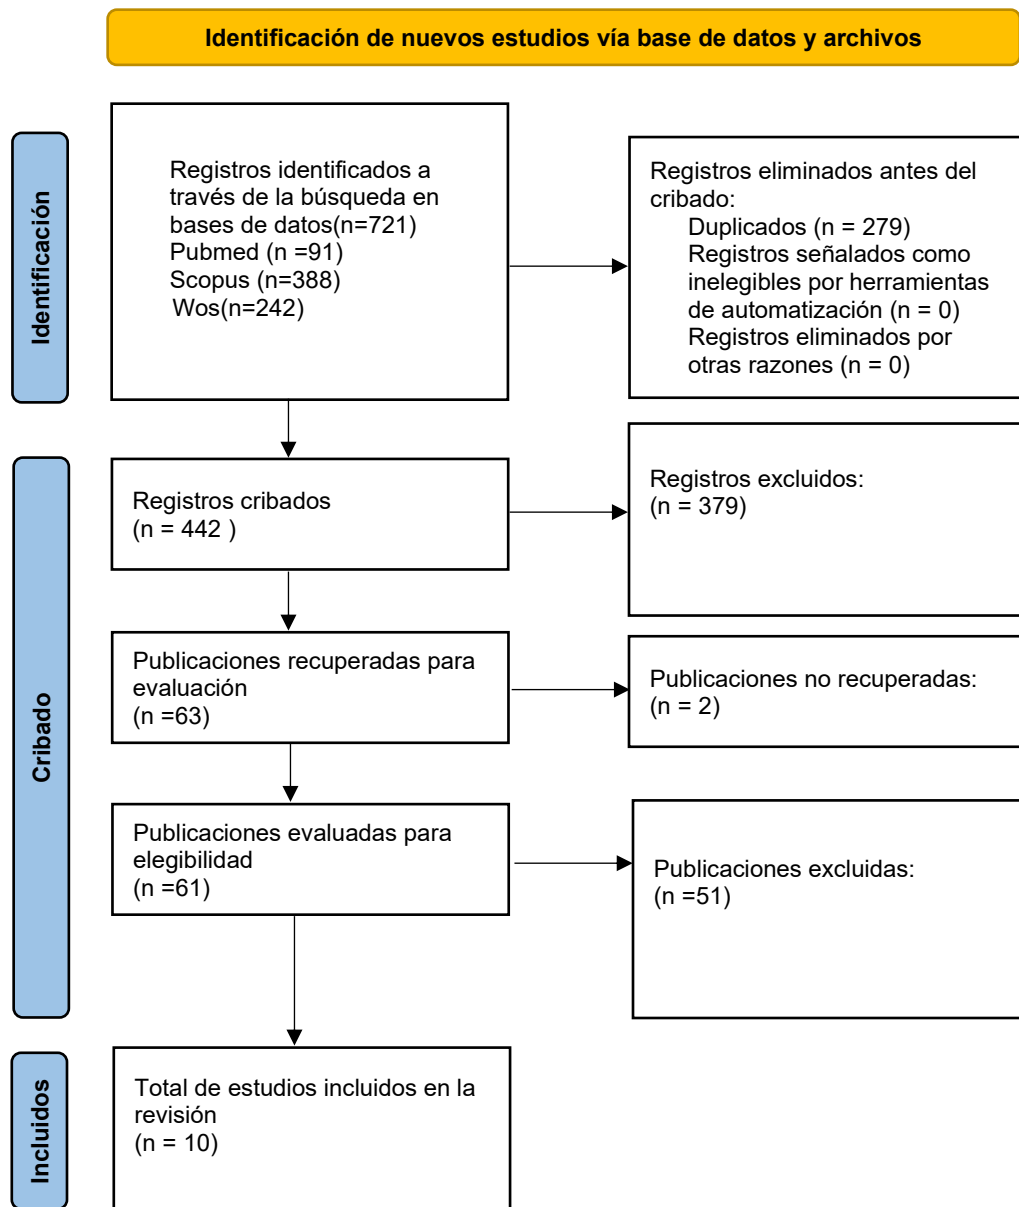 Identificación de nuevos estudios vía base de datos y archivos
Identificación
Registros identificados a
través de la búsqueda en
bases de datos(n=721)
Pubmed (n =91)
Scopus (n=388)
Wos(n=242)
Registros eliminados antes del
cribado:
Duplicados (n = 279)
Registros señalados como
inelegibles por herramientas
de automatización (n = 0)
Registros eliminados por
otras razones (n = 0)
Cribado
Registros cribados
(n = 442 )
Registros excluidos:
(n = 379)
Publicaciones recuperadas para
evaluación
(n =63)
Publicaciones no recuperadas:
(n = 2)
Publicaciones evaluadas para
elegibilidad
(n =61)
Publicaciones excluidas:
(n =51)
Incluidos
Total de estudios incluidos en la
revisión
(n = 10)